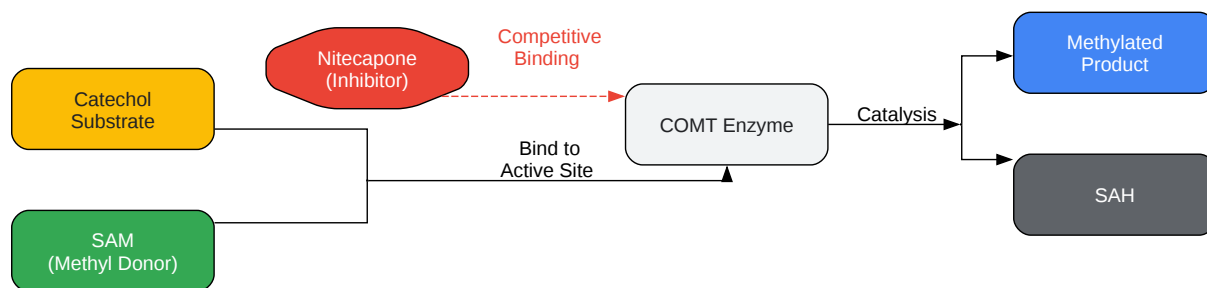 Nitecapone
(Inhibitor)
Competitive
Binding
Methylated
Product
Catechol
Substrate
COMT Enzyme
Catalysis
Bind to
Active Site
SAH
SAM
(Methyl Donor)